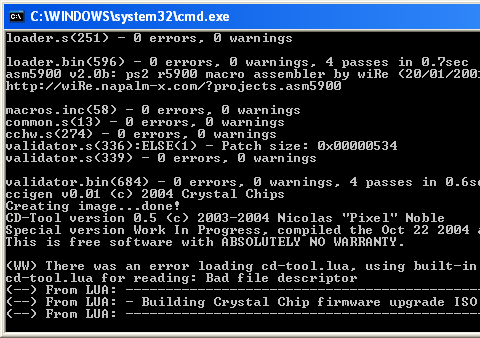 C:\WINDOWS\system32\cmd.exe
loader.s(251) - 0 errors, 0 warnings
loader.bin(596) - 0 errors, 0 warnings, 4 passes in 0.7sec
asm5900 v2.0b: ps2 r5900 macro assembler by wiRe (20/01/200
http://wiRe.napalm-x.com/?projects.asm5900
macros.inc(58) - 0 errors, 0 warnings
common.s(13) - 0 errors, 0 warnings
cchw.s(274) - 0 errors, 0 warnings
validator.s(336):ELSE(1) - Patch size: 0x00000534
validator.s(339) - 0 errors, 0 warnings
validator.bin(684) - 0 errors, 0 warnings, 4 passes in 0.6s
ccigen v0.01 (c) 2004 Crystal Chips
Creating image...done!
CD-Tool version 0.5 (c) 2003-2004 Nicolas "Pixel" Noble
Special version Work In Progress, compiled the Oct 22 2004 a
This is free software with ABSOLUTELY NO WARRANTY.
(WW) There was an error loading cd-tool.lua, using built-in
cd-tool.lua for reading: Bad file descriptor
(--) From LUA: ---------------------------------------------
(--) From LUA: - Building Crystal Chip firmware upgrade ISO
(--) From LUA: ---------------------------------------------